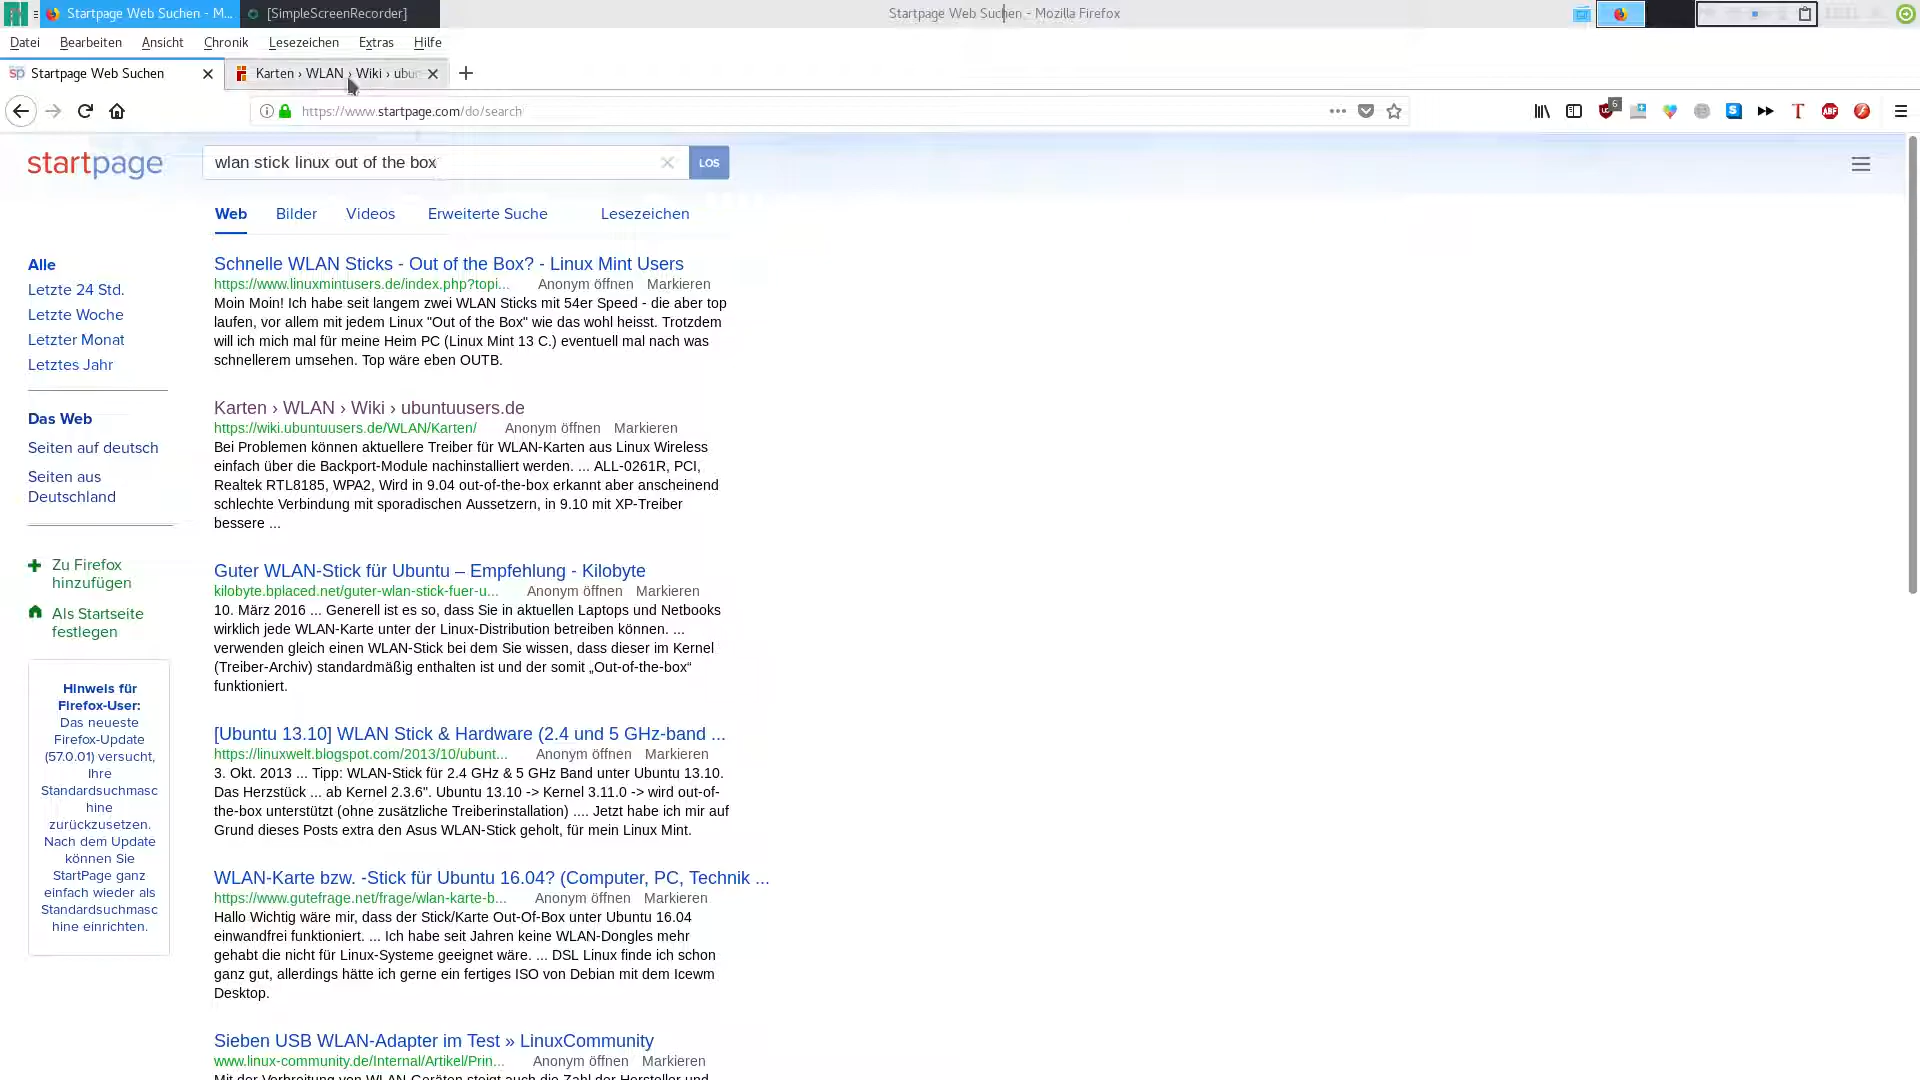 Startpage Web Suchen - M...
[SimpleScreenRecorder]
Startpage Web Suchen - Mozilla Firefox
Datei Bearbeiten Ansicht Chronik Lesezeichen Extras Hilfe
Startpage Web Suchen
Karten › WLAN › Wiki › ubu
https://www.startpage.com/do/search
6
startpage
wlan stick linux out of the box
LOS
Web Bilder Videos Erweiterte Suche Lesezeichen
Alle
Letzte 24 Std.
Letzte Woche
Letzter Monat
Letztes Jahr
Das Web
Seiten auf deutsch
Seiten aus
Deutschland
Zu Firefox
hinzufügen
Als Startseite
festlegen
Hinweis für
Firefox-User:
Das neueste
Firefox-Update
(57.0.01) versucht,
Ihre
Standardsuchmasc
hine
zurückzusetzen.
Nach dem Update
können Sie
StartPage ganz
einfach wieder als
Standardsuchmasc
hine einrichten.
Schnelle WLAN Sticks - Out of the Box? - Linux Mint Users
https://www.linuxmintusers.de/index.php?topi... Anonym öffnen Markieren
Moin Moin! Ich habe seit langem zwei WLAN Sticks mit 54er Speed - die aber top
laufen, vor allem mit jedem Linux "Out of the Box" wie das wohl heisst. Trotzdem
will ich mich mal für meine Heim PC (Linux Mint 13 C.) eventuell mal nach was
schnellerem umsehen. Top wäre eben OUTB.
Karten › WLAN › Wiki › ubuntuusers.de
https://wiki.ubuntuusers.de/WLAN/Karten/ Anonym öffnen Markieren
Bei Problemen können aktuellere Treiber für WLAN-Karten aus Linux Wireless
einfach über die Backport-Module nachinstalliert werden. ... ALL-0261R, PCI,
Realtek RTL8185, WPA2, Wird in 9.04 out-of-the-box erkannt aber anscheinend
schlechte Verbindung mit sporadischen Aussetzern, in 9.10 mit XP-Treiber
bessere ...
Guter WLAN-Stick für Ubuntu – Empfehlung - Kilobyte
kilobyte.bplaced.net/guter-wlan-stick-fuer-u... Anonym öffnen Markieren
10. März 2016 ... Generell ist es so, dass Sie in aktuellen Laptops und Netbooks
wirklich jede WLAN-Karte unter der Linux-Distribution betreiben können. ...
verwenden gleich einen WLAN-Stick bei dem Sie wissen, dass dieser im Kernel
(Treiber-Archiv) standardmäßig enthalten ist und der somit „Out-of-the-box“
funktioniert.
[Ubuntu 13.10] WLAN Stick & Hardware (2.4 und 5 GHz-band ...
https://linuxwelt.blogspot.com/2013/10/ubunt... Anonym öffnen Markieren
3. Okt. 2013 ... Tipp: WLAN-Stick für 2.4 GHz & 5 GHz Band unter Ubuntu 13.10.
Das Herzstück ... ab Kernel 2.3.6". Ubuntu 13.10 -> Kernel 3.11.0 -> wird out-of-
the-box unterstützt (ohne zusätzliche Treiberinstallation) .... Jetzt habe ich mir auf
Grund dieses Posts extra den Asus WLAN-Stick geholt, für mein Linux Mint.
WLAN-Karte bzw. -Stick für Ubuntu 16.04? (Computer, PC, Technik ...
https://www.gutefrage.net/frage/wlan-karte-b... Anonym öffnen Markieren
Hallo Wichtig wäre mir, dass der Stick/Karte Out-Of-Box unter Ubuntu 16.04
einwandfrei funktioniert. ... Ich habe seit Jahren keine WLAN-Dongles mehr
gehabt die nicht für Linux-Systeme geeignet wäre. ... DSL Linux finde ich schon
ganz gut, allerdings hätte ich gerne ein fertiges ISO von Debian mit dem Icewm
Desktop.
Sieben USB WLAN-Adapter im Test » LinuxCommunity
www.linux-community.de/Internal/Artikel/Prin... Anonym öffnen Markieren
Mit der Verbreitung von WLAN-Geräten steigt auch die Zahl der Hersteller und